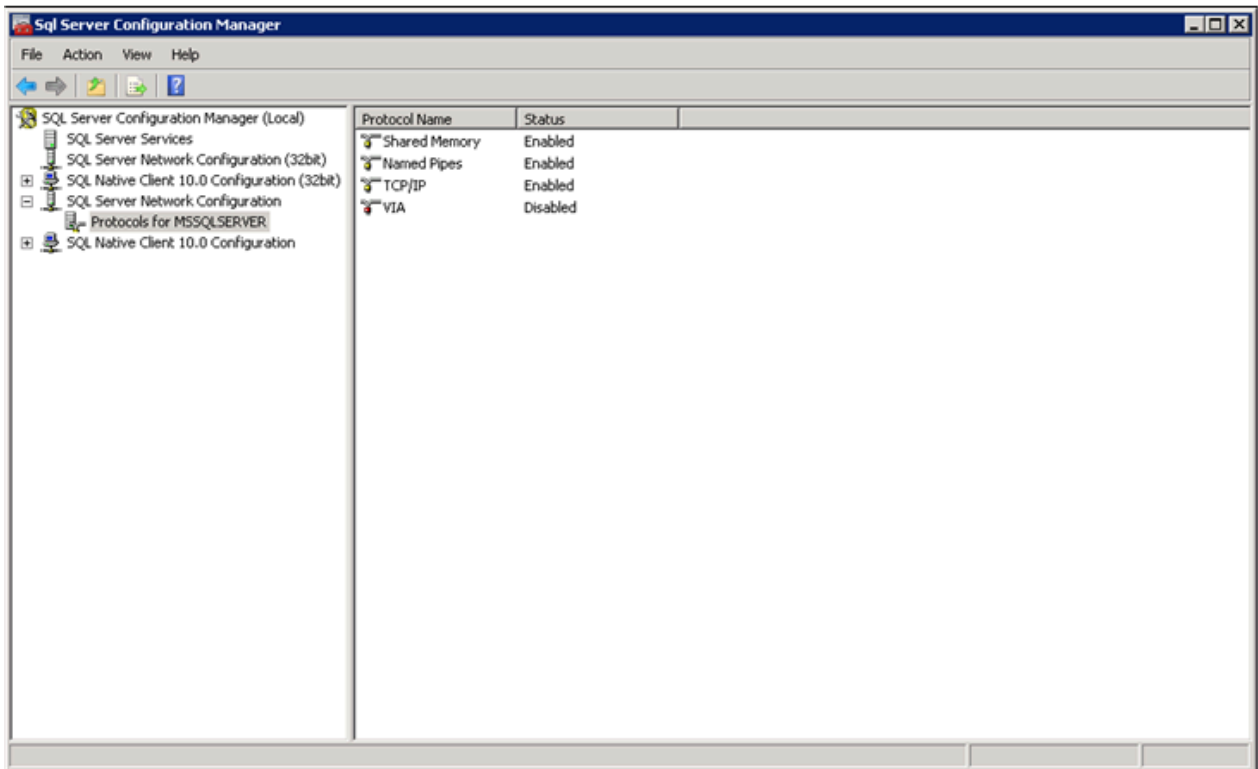 Sql Server Configuration Manager
File Action View Help
SQL Server Configuration Manager (Local)
SQL Server Services
SQL Server Network Configuration (32bit)
SQL Native Client 10.0 Configuration (32bit)
SQL Server Network Configuration
Protocols for MSSQLSERVER
SQL Native Client 10.0 Configuration
Protocol Name Status
Shared Memory Enabled
Named Pipes Enabled
TCP/IP Enabled
VIA Disabled